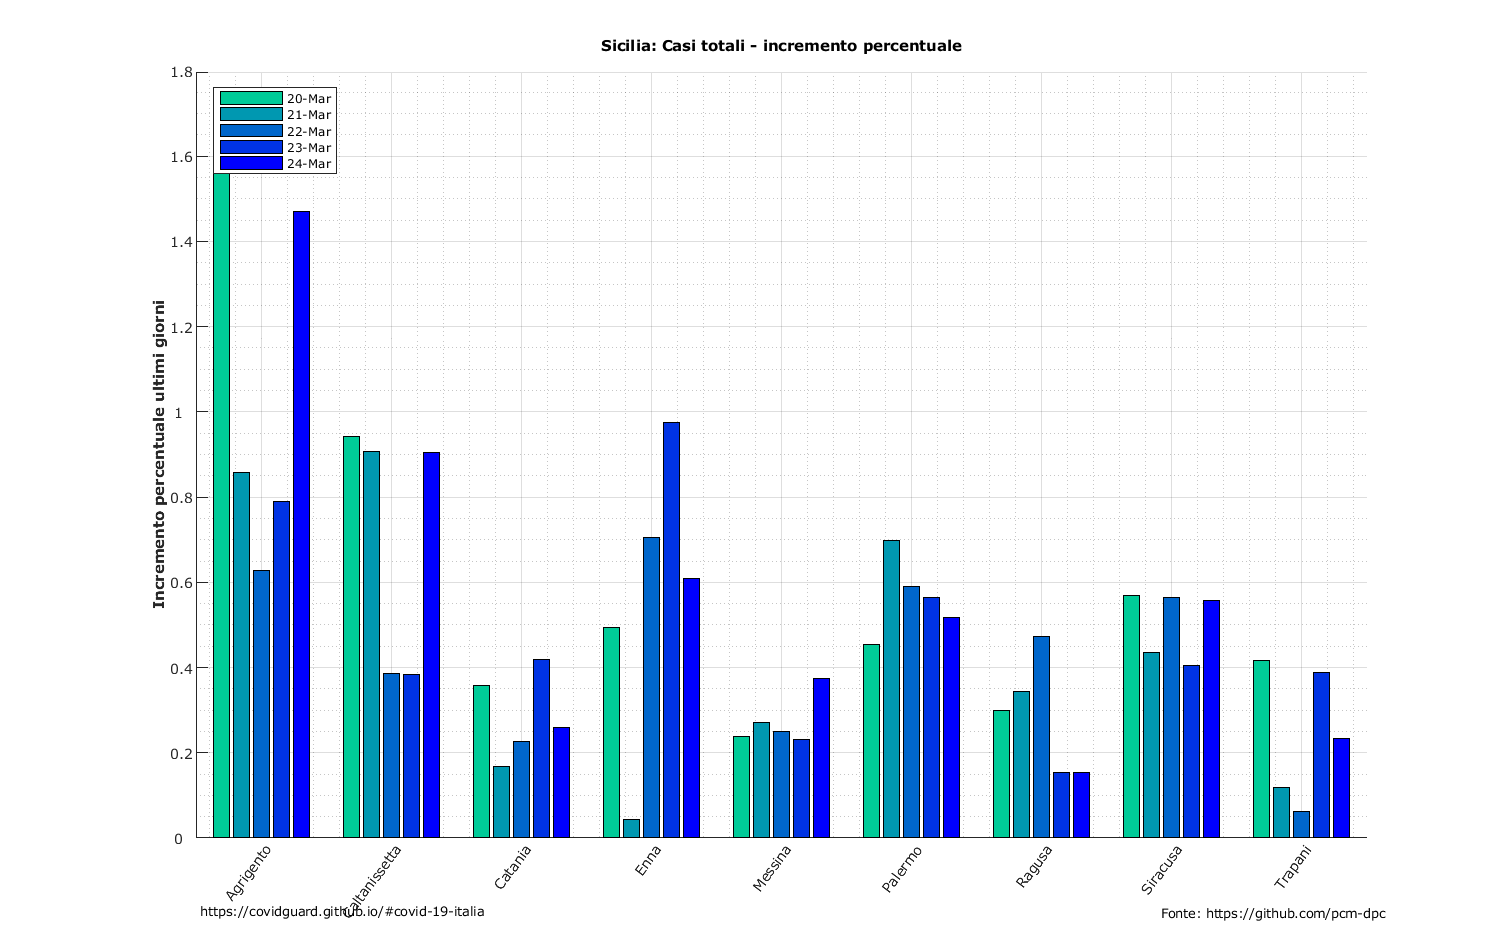 Sicilia: Casi totali - incremento percentuale
Incremento percentuale ultimi giorni
1.8
1.6
1.4
1.2
1
0.8
0.6
0.4
0.2
0
20-Mar
21-Mar
22-Mar
23-Mar
24-Mar
Agrigento
Caltanissetta
Catania
Enna
Messina
Palermo
Ragusa
Siracusa
Trapani
https://covidguard.github.io/#covid-19-italia
Fonte: https://github.com/pcm-dpc